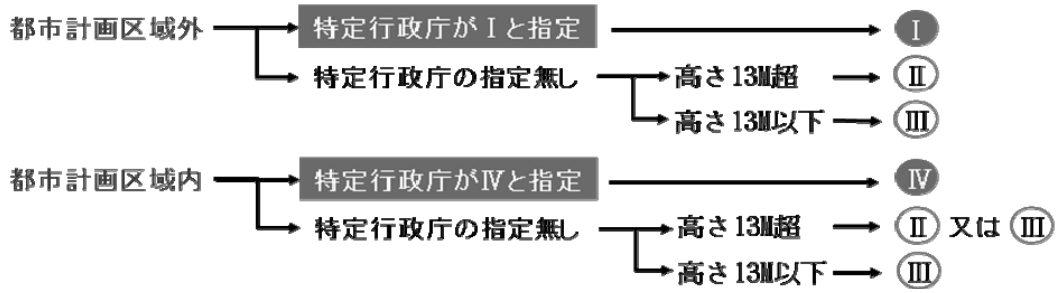 都市計画区域外 特定行政庁がⅠと指定 Ⅰ
特定行政庁の指定無し 高さ13M超 Ⅱ
高さ13M以下 Ⅲ
都市計画区域内 特定行政庁がⅣと指定 Ⅳ
特定行政庁の指定無し 高さ13M超 Ⅱ 又は Ⅲ
高さ13M以下 Ⅲ